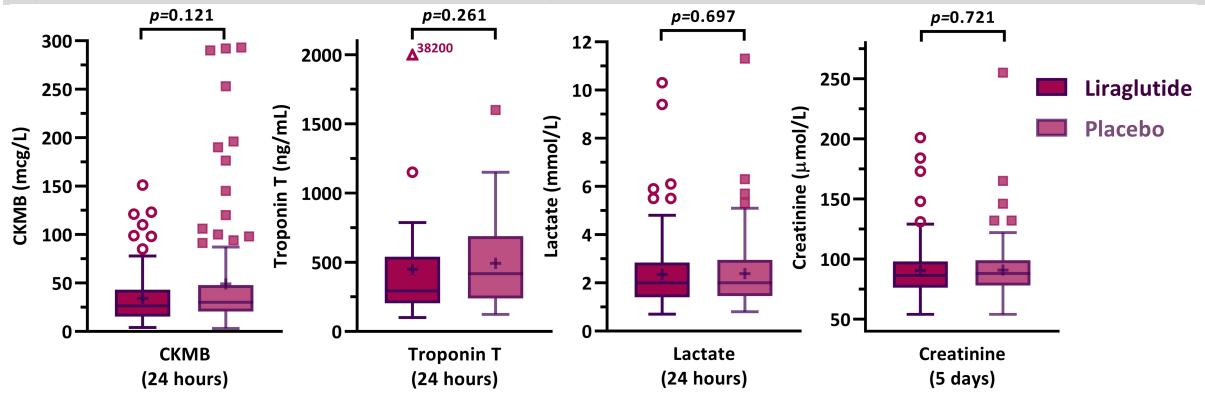 p=0.121
300
250
200
150
100
50
0
CKMB (mcg/L)
CKMB
(24 hours)
p=0.261
38200
2000
1500
1000
500
0
Troponin T (ng/mL)
Troponin T
(24 hours)
p=0.697
12
10
8
6
4
2
0
Lactate (mmol/L)
Lactate
(24 hours)
p=0.721
250
200
150
100
50
Creatinine (μmol/L)
Creatinine
(5 days)
Liraglutide
Placebo